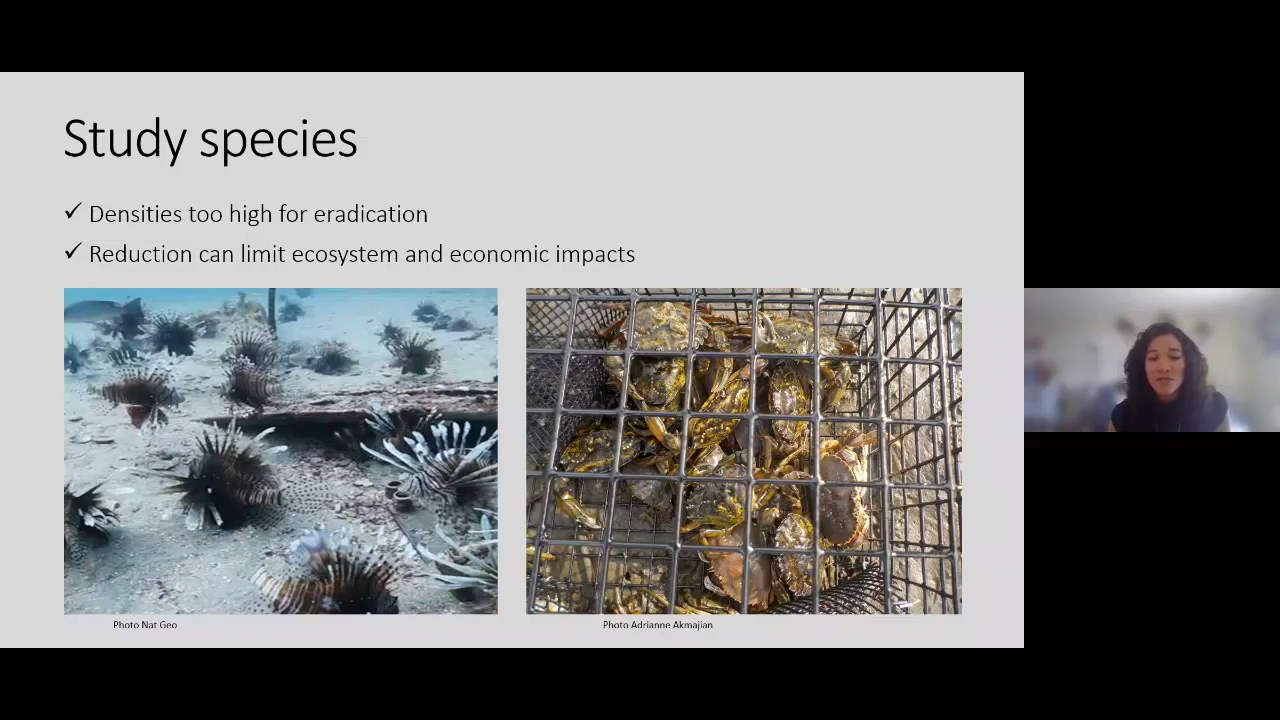 Study species
✓ Densities too high for eradication
✓ Reduction can limit ecosystem and economic impacts
Photo Nat Geo
Photo Adrianne Akmajian